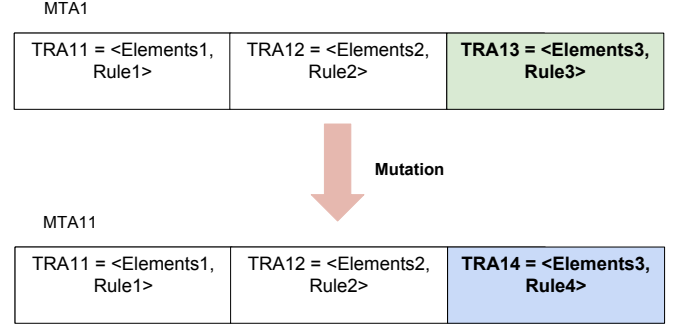 MTA1
TRA11 = <Elements1,
Rule1>
TRA12 = <Elements2,
Rule2>
TRA13 = <Elements3,
Rule3>
Mutation
MTA11
TRA11 = <Elements1,
Rule1>
TRA12 = <Elements2,
Rule2>
TRA14 = <Elements3,
Rule4>